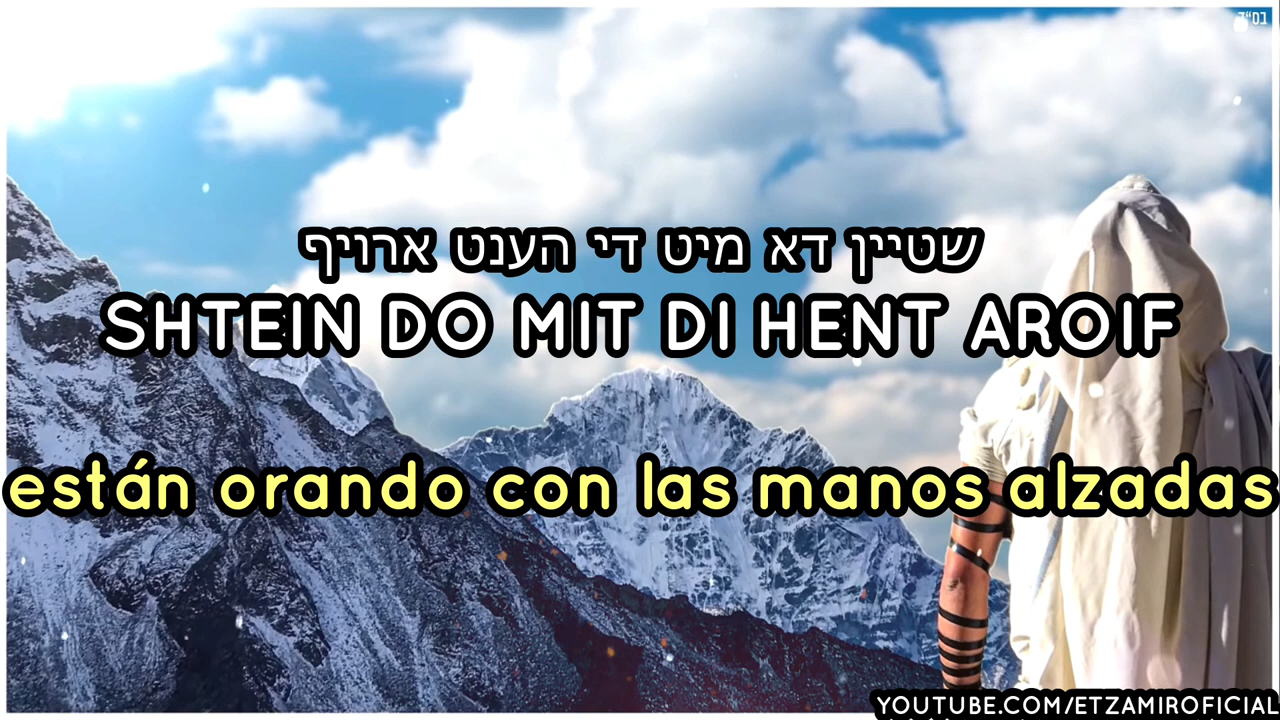 בס"ד
שטיין דא מיט די הענט ארויף
SHTEIN DO MIT DI HENT AROIF
están orando con las manos alzadas
YOUTUBE.COM/ETZAMIROFICIAL